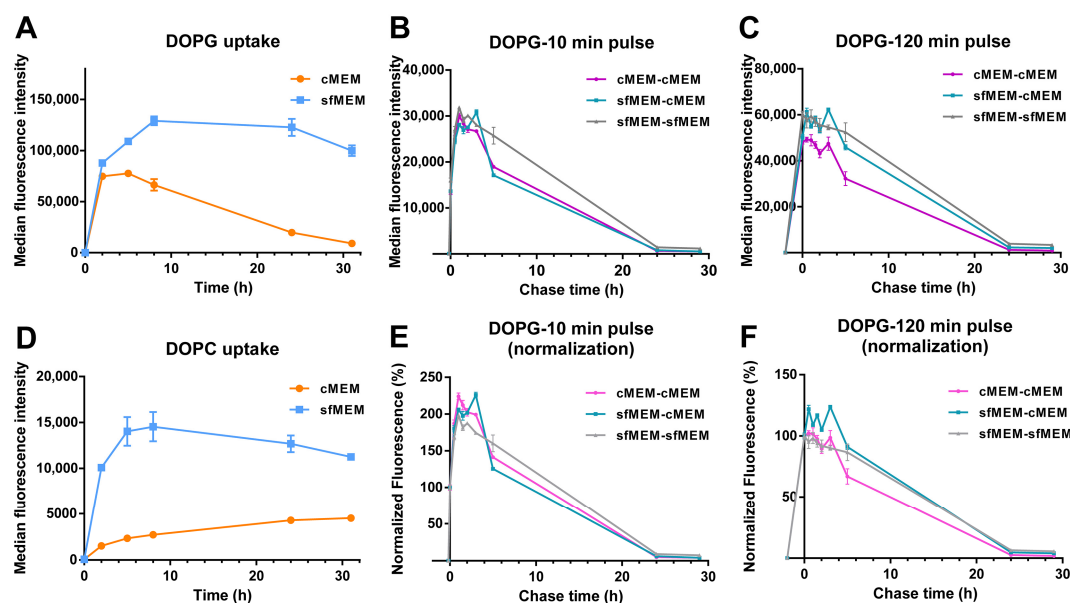 A
DOPG uptake
Median fluorescence intensity
150,000
100,000
50,000
0
0
10
20
30
Time (h)
cMEM
sfMEM
B
DOPG-10 min pulse
Median fluorescence intensity
40,000
30,000
20,000
10,000
0
10
20
30
Chase time (h)
cMEM-cMEM
sfMEM-cMEM
sfMEM-sfMEM
C
DOPG-120 min pulse
Median fluorescence intensity
80,000
60,000
40,000
20,000
0
10
20
30
Chase time (h)
cMEM-cMEM
sfMEM-cMEM
sfMEM-sfMEM
D
DOPC uptake
Median fluorescence intensity
20,000
15,000
10,000
5000
0
0
10
20
30
Time (h)
cMEM
sfMEM
E
DOPG-10 min pulse
(normalization)
Normalized Fluorescence (%)
250
200
150
100
50
0
10
20
30
Chase time (h)
cMEM-cMEM
sfMEM-cMEM
sfMEM-sfMEM
F
DOPG-120 min pulse
(normalization)
Normalized Fluorescence (%)
150
100
50
0
10
20
30
Chase time (h)
cMEM-cMEM
sfMEM-cMEM
sfMEM-sfMEM